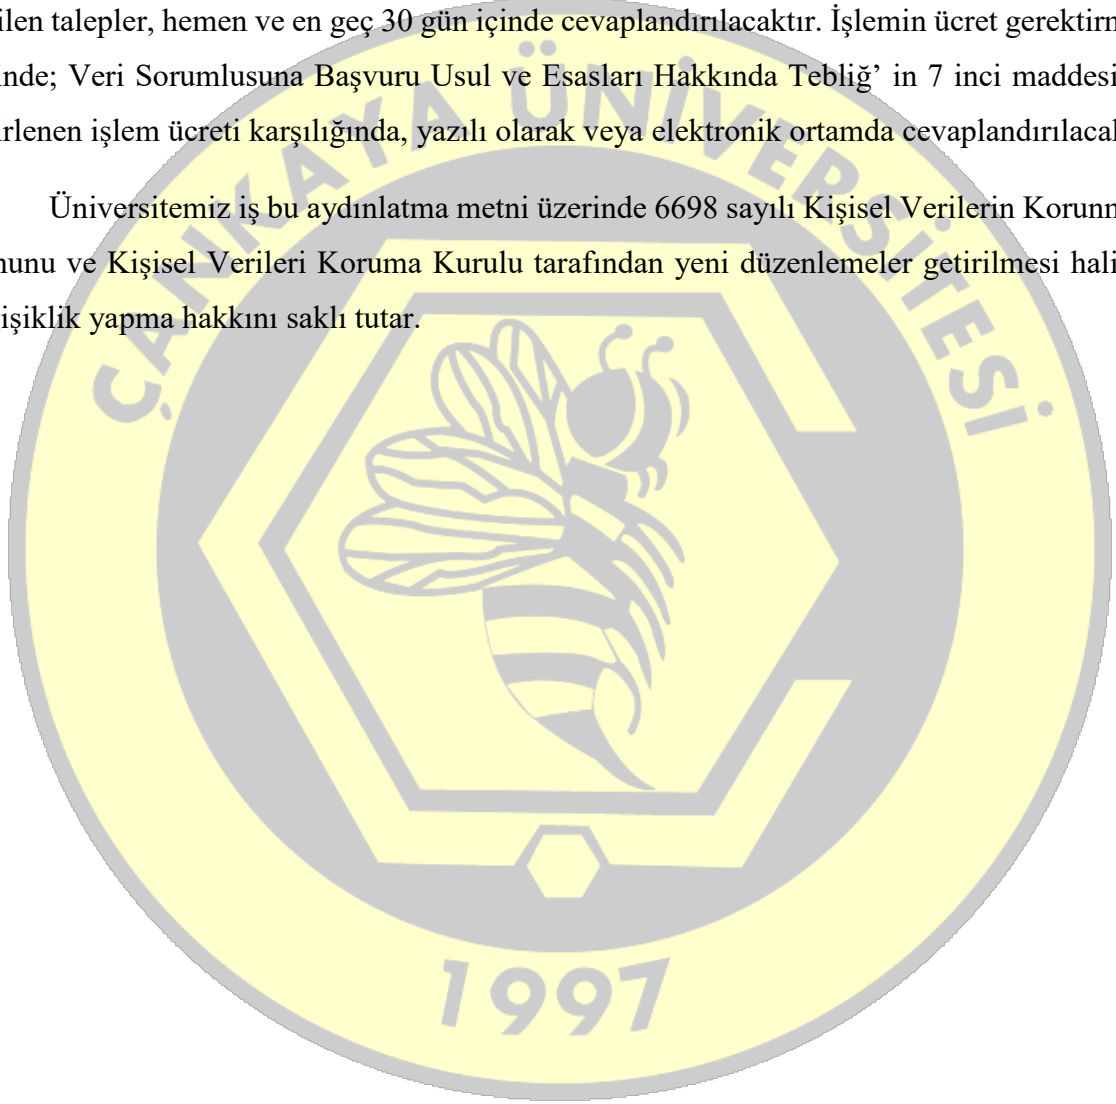 ilen talepler, hemen ve en geç 30 gün içinde cevaplandırılacaktır. İşlemin ücret gerektirm
inde; Veri Sorumlusuna Başvuru Usul ve Esasları Hakkında Tebliğ’ in 7 inci maddesi
irlenen işlem ücreti karşılığında, yazılı olarak veya elektronik ortamda cevaplandırılacak
Üniversitemiz iş bu aydınlatma metni üzerinde 6698 sayılı Kişisel Verilerin Korunm
nunu ve Kişisel Verileri Koruma Kurulu tarafından yeni düzenlemeler getirilmesi hali
işiklik yapma hakkını saklı tutar.
ÇANKAYA ÜNİVERSİTESİ
1997